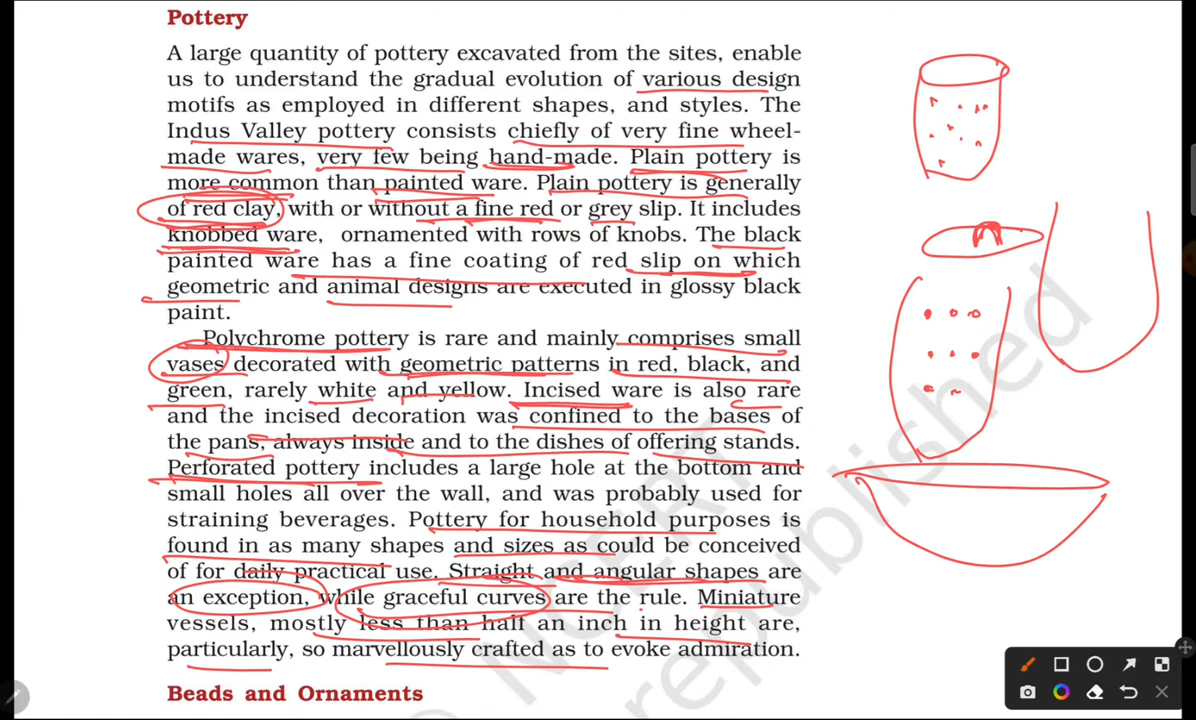 Pottery
A large quantity of pottery excavated from the sites, enable
us to understand the gradual evolution of various design
motifs as employed in different shapes, and styles. The
Indus Valley pottery consists chiefly of very fine wheel-
made wares, very few being hand-made. Plain pottery is
more common than painted ware. Plain pottery is generally
of red clay, with or without a fine red or grey slip. It includes
knobbed ware, ornamented with rows of knobs. The black
painted ware has a fine coating of red slip on which
geometric and animal designs are executed in glossy black
paint.
Polychrome pottery is rare and mainly comprises small
vases decorated with geometric patterns in red, black, and
green, rarely white and yellow. Incised ware is also rare
and the incised decoration was confined to the bases of
the pans, always inside and to the dishes of offering stands.
Perforated pottery includes a large hole at the bottom and
small holes all over the wall, and was probably used for
straining beverages. Pottery for household purposes is
found in as many shapes and sizes as could be conceived
of for daily practical use. Straight and angular shapes are
an exception, while graceful curves are the rule. Miniature
vessels, mostly less than half an inch in height are,
particularly, so marvellously crafted as to evoke admiration.
Beads and Ornaments
© NCERT
republished